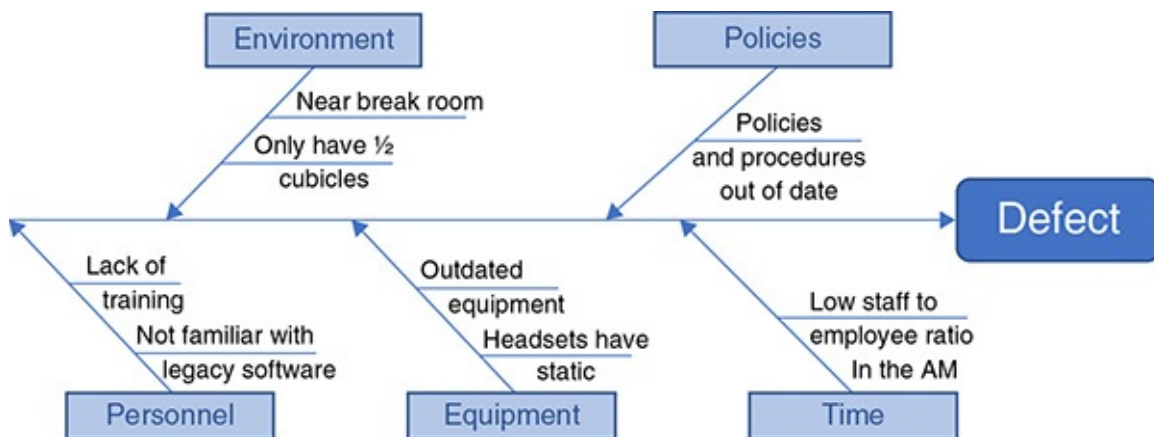 Environment
Policies
Near break room
Only have ½
cubicles
Policies
and procedures
out of date
Defect
Lack of
training
Not familiar with
legacy software
Outdated
equipment
Headsets have
static
Low staff to
employee ratio
In the AM
Personnel
Equipment
Time